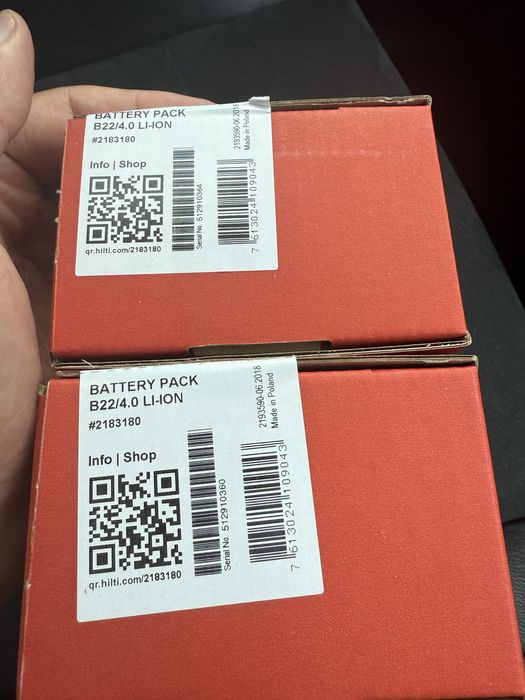 BATTERY PACK
B22/4.0 LI-ION
#2183180
Info | Shop
qr.hilti.com/2183180
Serial No. 512910364
7 613024 109043
2193590-06.2018
Made in Poland
BATTERY PACK
B22/4.0 LI-ION
#2183180
Info | Shop
qr.hilti.com/2183180
Serial No. 512910360
7 613024 109043
2193590-06.2018
Made in Poland